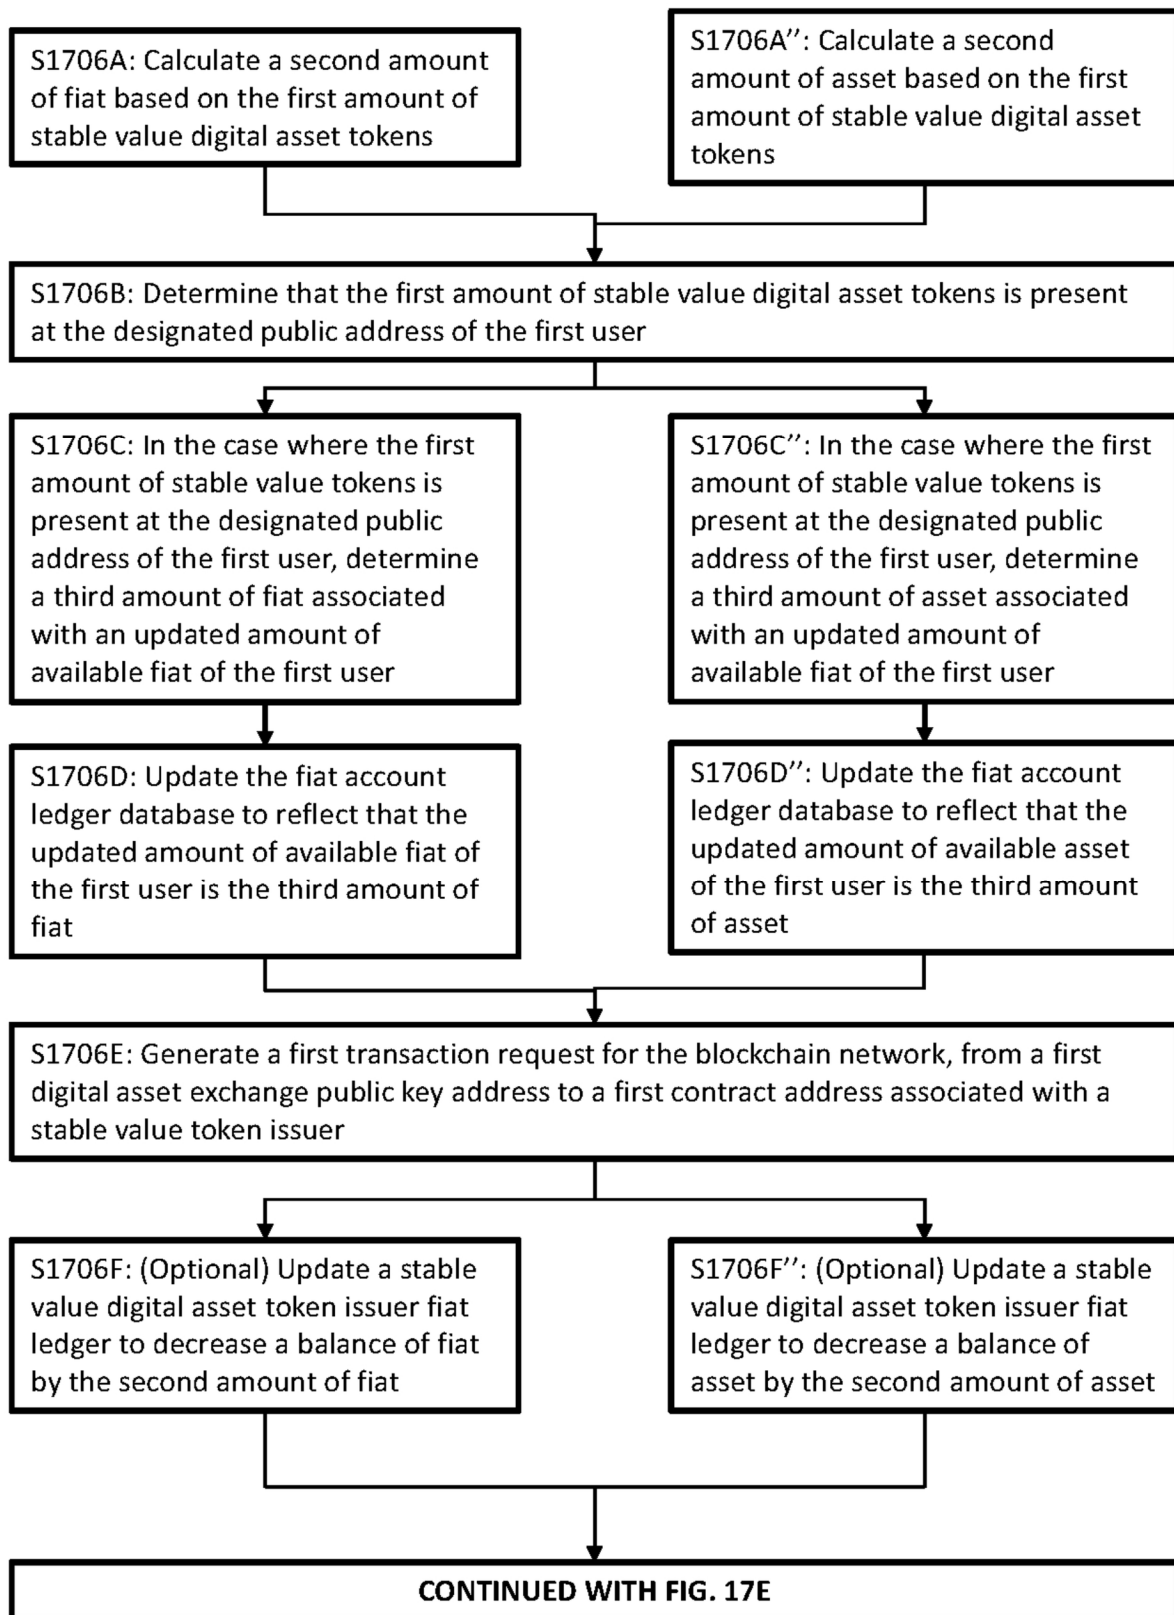 S1706A: Calculate a second amount
of fiat based on the first amount of
stable value digital asset tokens
S1706A’’: Calculate a second
amount of asset based on the first
amount of stable value digital asset
tokens
S1706B: Determine that the first amount of stable value digital asset tokens is present
at the designated public address of the first user
S1706C: In the case where the first
amount of stable value tokens is
present at the designated public
address of the first user, determine
a third amount of fiat associated
with an updated amount of
available fiat of the first user
S1706C’’: In the case where the first
amount of stable value tokens is
present at the designated public
address of the first user, determine
a third amount of asset associated
with an updated amount of
available fiat of the first user
S1706D: Update the fiat account
ledger database to reflect that the
updated amount of available fiat of
the first user is the third amount of
fiat
S1706D’’: Update the fiat account
ledger database to reflect that the
updated amount of available asset
of the first user is the third amount
of asset
S1706E: Generate a first transaction request for the blockchain network, from a first
digital asset exchange public key address to a first contract address associated with a
stable value token issuer
S1706F: (Optional) Update a stable
value digital asset token issuer fiat
ledger to decrease a balance of fiat
by the second amount of fiat
S1706F’’: (Optional) Update a stable
value digital asset token issuer fiat
ledger to decrease a balance of
asset by the second amount of asset
CONTINUED WITH FIG. 17E